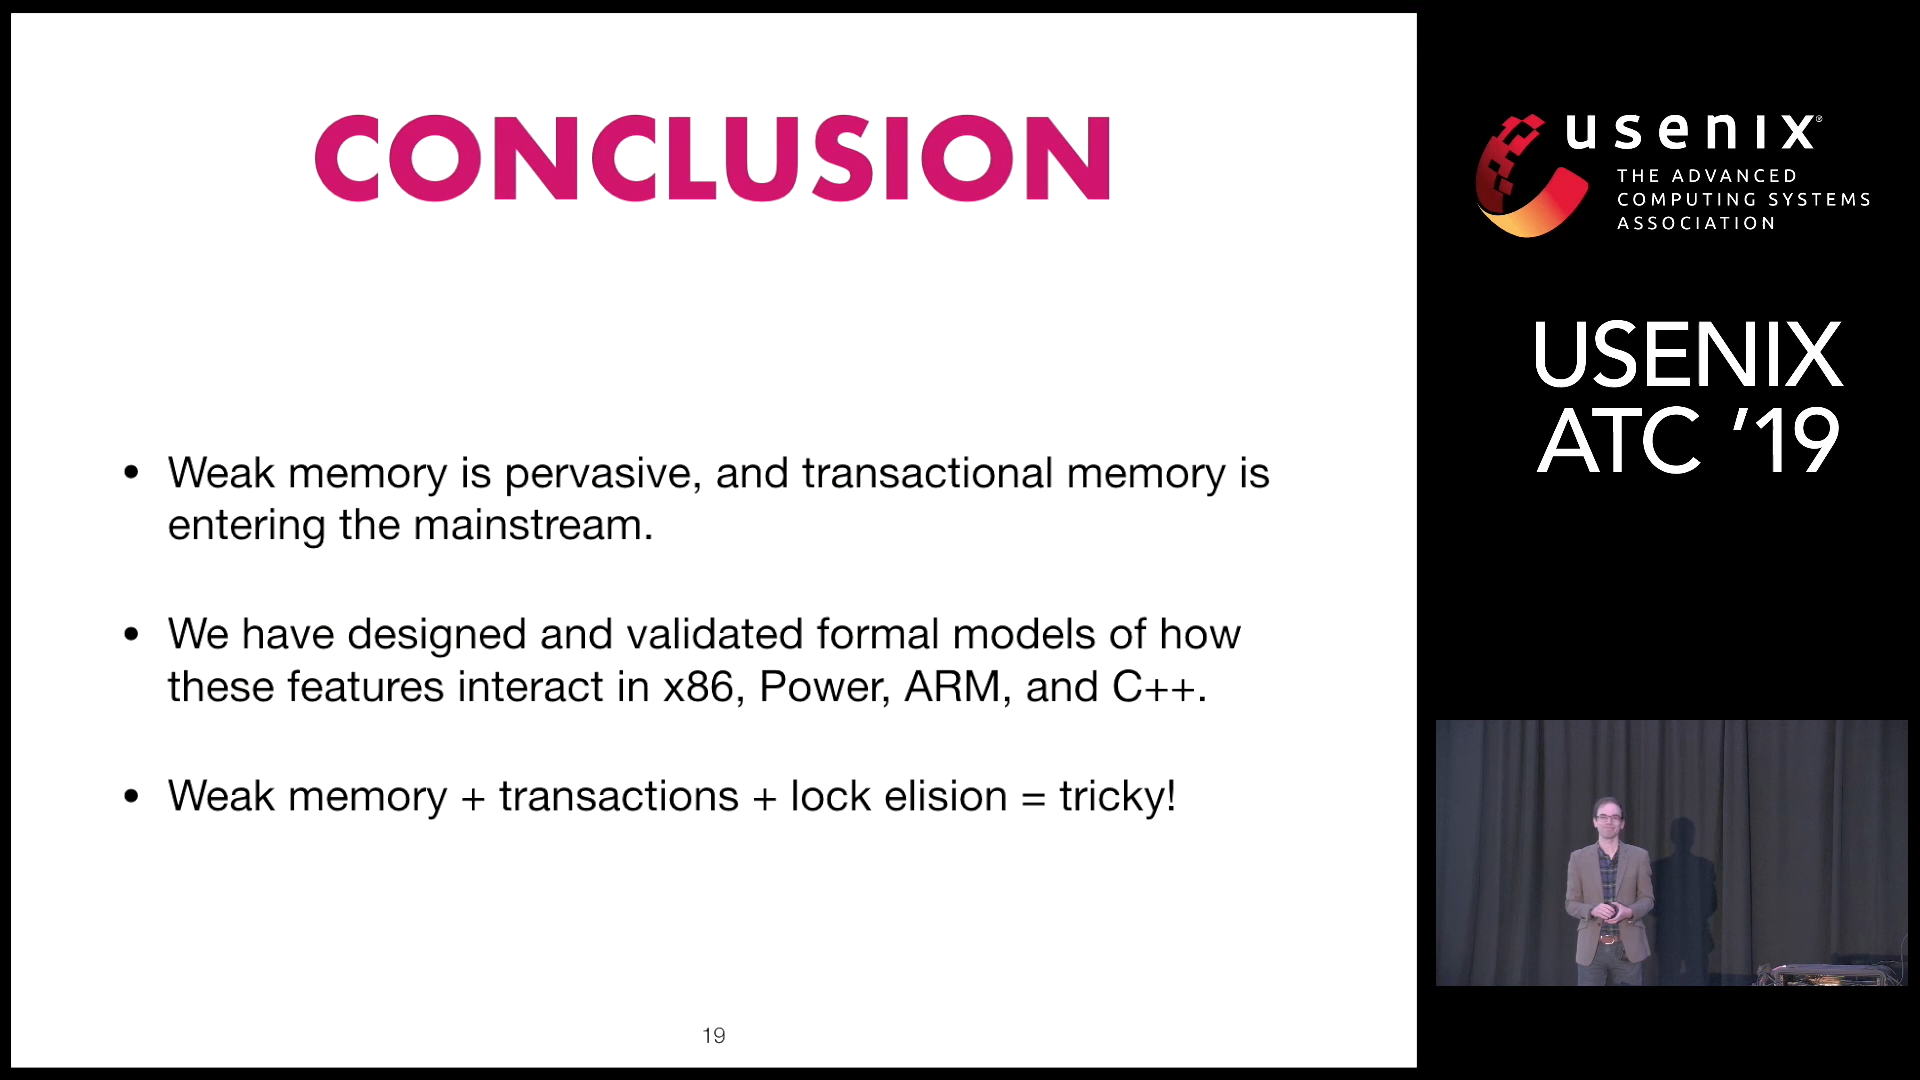 CONCLUSION
• Weak memory is pervasive, and transactional memory is
entering the mainstream.
• We have designed and validated formal models of how
these features interact in x86, Power, ARM, and C++.
• Weak memory + transactions + lock elision = tricky!
19
usenix®
THE ADVANCED
COMPUTING SYSTEMS
ASSOCIATION
USENIX
ATC ’19